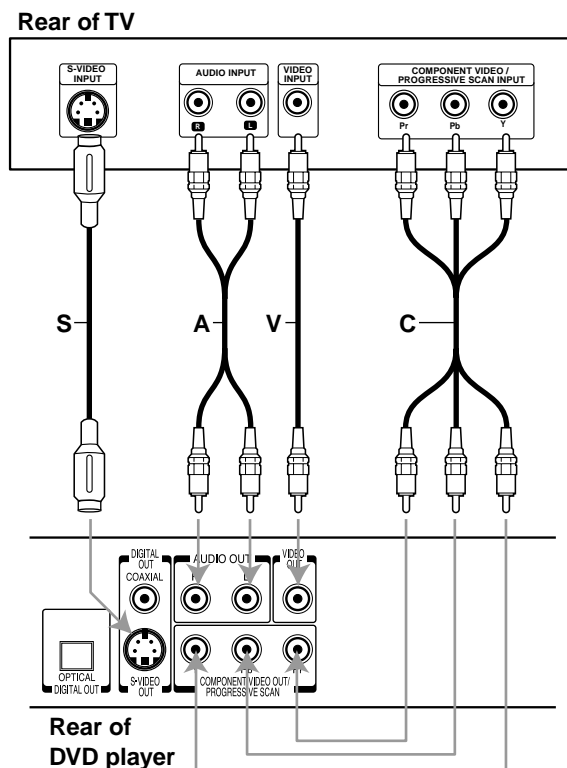 Rear of TV
S-VIDEO
INPUT
AUDIO INPUT
R
L
VIDEO
INPUT
COMPONENT VIDEO /
PROGRESSIVE SCAN INPUT
Pr
Pb
Y
S
A
V
C
DIGITAL
OUT
COAXIAL
AUDIO OUT
VIDEO
OUT
OPTICAL
DIGITAL OUT
S-VIDEO
OUT
COMPONENT VIDEO OUT/
PROGRESSIVE SCAN
Rear of
DVD player